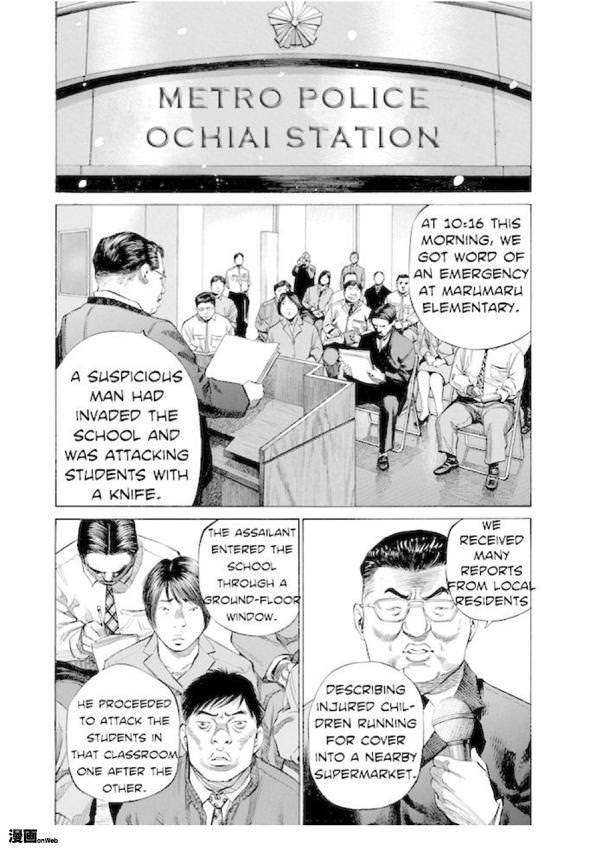 METRO POLICE
OCHIAI STATION
AT 10:16 THIS
MORNING, WE
GOT WORD OF
AN EMERGENCY
AT MARUMARU
ELEMENTARY.
A SUSPICIOUS
MAN HAD
INVADED THE
SCHOOL AND
WAS ATTACKING
STUDENTS WITH
A KNIFE.
THE ASSAILANT
ENTERED THE
SCHOOL
THROUGH A
GROUND-FLOOR
WINDOW.
HE PROCEEDED
TO ATTACK THE
STUDENTS IN
THAT CLASSROOM
ONE AFTER THE
OTHER.
WE
RECEIVED
MANY
REPORTS
FROM LOCAL
RESIDENTS
DESCRIBING
INJURED CHIL-
DREN RUNNING
FOR COVER
INTO A NEARBY
SUPERMARKET.
漫画onWeb